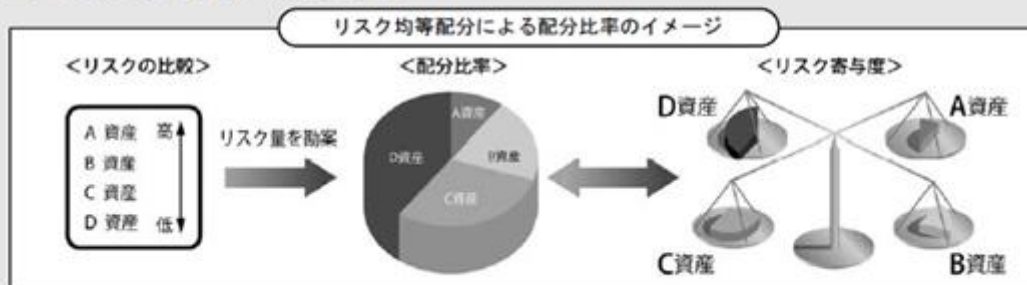 リスク均等配分による配分比率のイメージ
<リスクの比較>
A 資産 高
B 資産
C 資産
D 資産 低
リスク量を勘案
<配分比率>
A資産
B資産
C資産
D資産
<リスク寄与度>
D資産
A資産
C資産
B資産